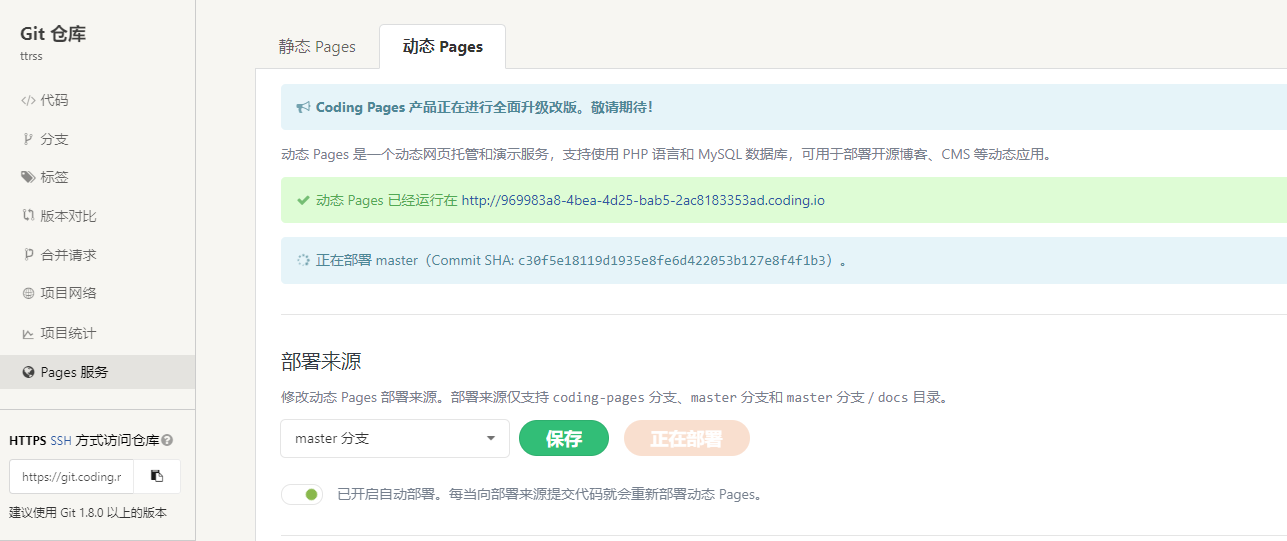 Git 仓库
ttrss
代码
分支
标签
版本对比
合并请求
项目网络
项目统计
Pages 服务
HTTPS SSH 方式访问仓库
https://git.coding.r
建议使用 Git 1.8.0 以上的版本
静态 Pages
动态 Pages
Coding Pages 产品正在进行全面升级改版。敬请期待！
动态 Pages 是一个动态网页托管和演示服务，支持使用 PHP 语言和 MySQL 数据库，可用于部署开源博客、CMS 等动态应用。
动态 Pages 已经运行在 http://969983a8-4bea-4d25-bab5-2ac8183353ad.coding.io
正在部署 master（Commit SHA: c30f5e18119d1935e8fe6d422053b127e8f4f1b3）。
部署来源
修改动态 Pages 部署来源。部署来源仅支持 coding-pages 分支、master 分支和 master 分支 / docs 目录。
master 分支
保存
正在部署
已开启自动部署。每当向部署来源提交代码就会重新部署动态 Pages。